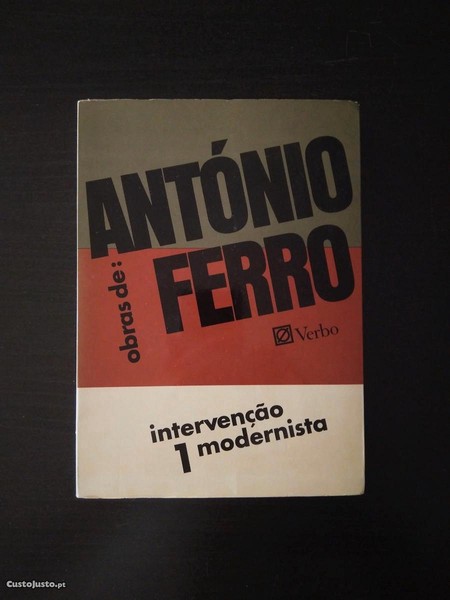 obras de:
ANTÓNIO
FERRO
Verbo
intervenção
1 modernista
CustoJusto.pt